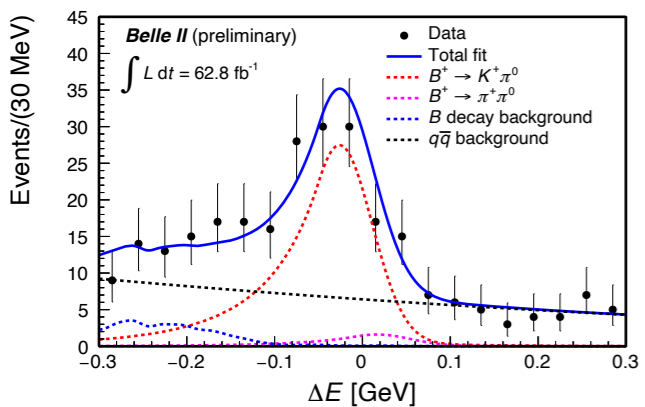 Belle II (preliminary)
∫ L dt = 62.8 fb⁻¹
Data
Total fit
B⁺ → K⁺π⁰
B⁺ → π⁺π⁰
B decay background
qq̅ background
Events/(30 MeV)
45
40
35
30
25
20
15
10
5
0
−0.3 −0.2 −0.1 0 0.1 0.2 0.3
ΔE [GeV]